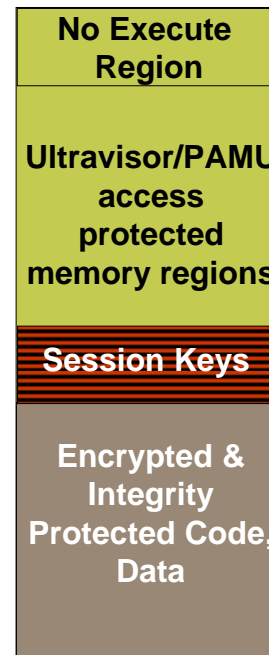 No Execute
Region
Ultravisor/PAMU
access
protected
memory regions
Session Keys
Encrypted &
Integrity
Protected Code,
Data